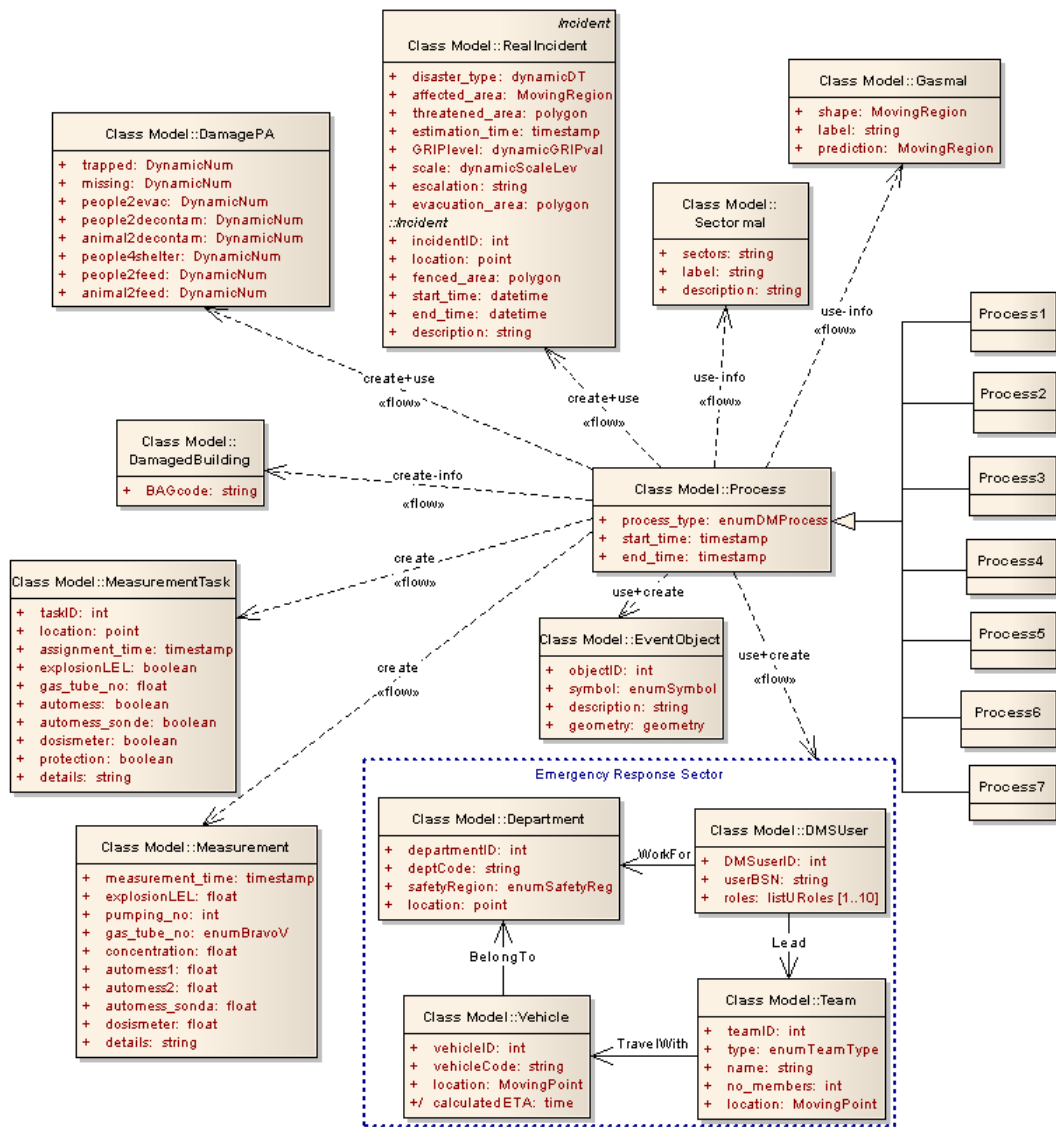 Incident
Class Model::RealIncident
+ disaster_type: dynamicDT
+ affected_area: MovingRegion
+ threatened_area: polygon
+ estimation_time: timestamp
+ GRIPlevel: dynamicGRIPval
+ scale: dynamicScaleLev
+ escalation: string
+ evacuation_area: polygon
::Incident
+ incidentID: int
+ location: point
+ fenced_area: polygon
+ start_time: datetime
+ end_time: datetime
+ description: string
Class Model::Gasmal
+ shape: MovingRegion
+ label: string
+ prediction: MovingRegion
Class Model::DamagePA
+ trapped: DynamicNum
+ missing: DynamicNum
+ people2evac: DynamicNum
+ people2decontam: DynamicNum
+ animal2decontam: DynamicNum
+ people4shelter: DynamicNum
+ people2feed: DynamicNum
+ animal2feed: DynamicNum
Class Model::
Sectormal
+ sectors: string
+ label: string
+ description: string
use-info
«flow»
Process1
Process2
Process3
Process4
Process5
Process6
Process7
create+use
«flow»
create+use
«flow»
use-info
«flow»
Class Model::
DamagedBuilding
+ BAGcode: string
create-info
«flow»
Class Model::Process
+ process_type: enumDMProcess
+ start_time: timestamp
+ end_time: timestamp
create
«flow»
Class Model::MeasurementTask
+ taskID: int
+ location: point
+ assignment_time: timestamp
+ explosionLEL: boolean
+ gas_tube_no: float
+ automess: boolean
+ automess_sonde: boolean
+ dosismeter: boolean
+ protection: boolean
+ details: string
create
«flow»
use+create
Class Model::EventObject
+ objectID: int
+ symbol: enumSymbol
+ description: string
+ geometry: geometry
use+create
«flow»
Class Model::Measurement
+ measurement_time: timestamp
+ explosionLEL: float
+ pumping_no: int
+ gas_tube_no: enumBravoV
+ concentration: float
+ automess1: float
+ automess2: float
+ automess_sonda: float
+ dosismeter: float
+ details: string
Emergency Response Sector
Class Model::Department
+ departmentID: int
+ deptCode: string
+ safetyRegion: enumSafetyReg
+ location: point
WorkFor
Class Model::DMSUser
+ DMSuserID: int
+ userBSN: string
+ roles: listURoles [1..10]
BelongTo
Lead
Class Model::Vehicle
+ vehicleID: int
+ vehicleCode: string
+ location: MovingPoint
+/ calculatedETA: time
TravelWith
Class Model::Team
+ teamID: int
+ type: enumTeamType
+ name: string
+ no_members: int
+ location: MovingPoint